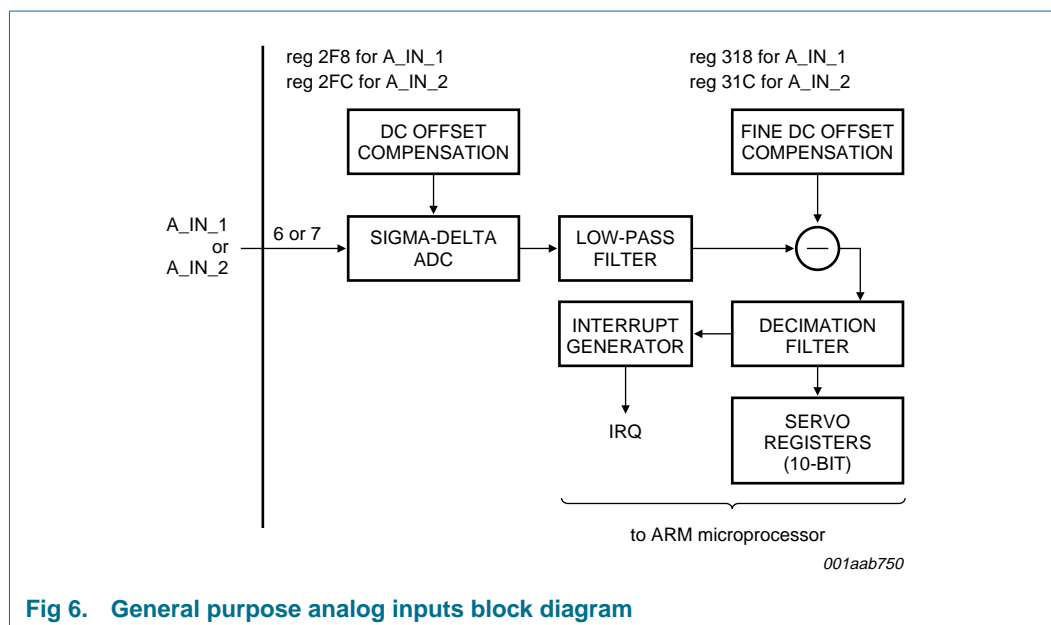 reg 2F8 for A_IN_1
reg 2FC for A_IN_2
reg 318 for A_IN_1
reg 31C for A_IN_2
DC OFFSET
COMPENSATION
FINE DC OFFSET
COMPENSATION
A_IN_1
or
A_IN_2
6 or 7
SIGMA-DELTA
ADC
LOW-PASS
FILTER
INTERRUPT
GENERATOR
DECIMATION
FILTER
IRQ
SERVO
REGISTERS
(10-BIT)
to ARM microprocessor
001aab750
Fig 6. General purpose analog inputs block diagram